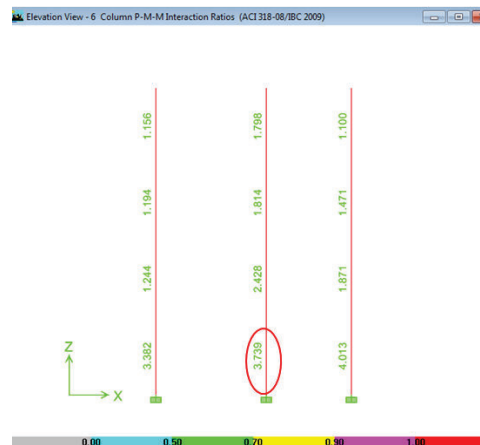 Elevation View - 6 Column P-M-M Interaction Ratios (ACI 318-08/IBC 2009)
1.156 1.798 1.100
1.194 1.814 1.471
1.244 2.428 1.871
3.382 3.739 4.013
Z
X
0.00 0.50 0.70 0.90 1.00